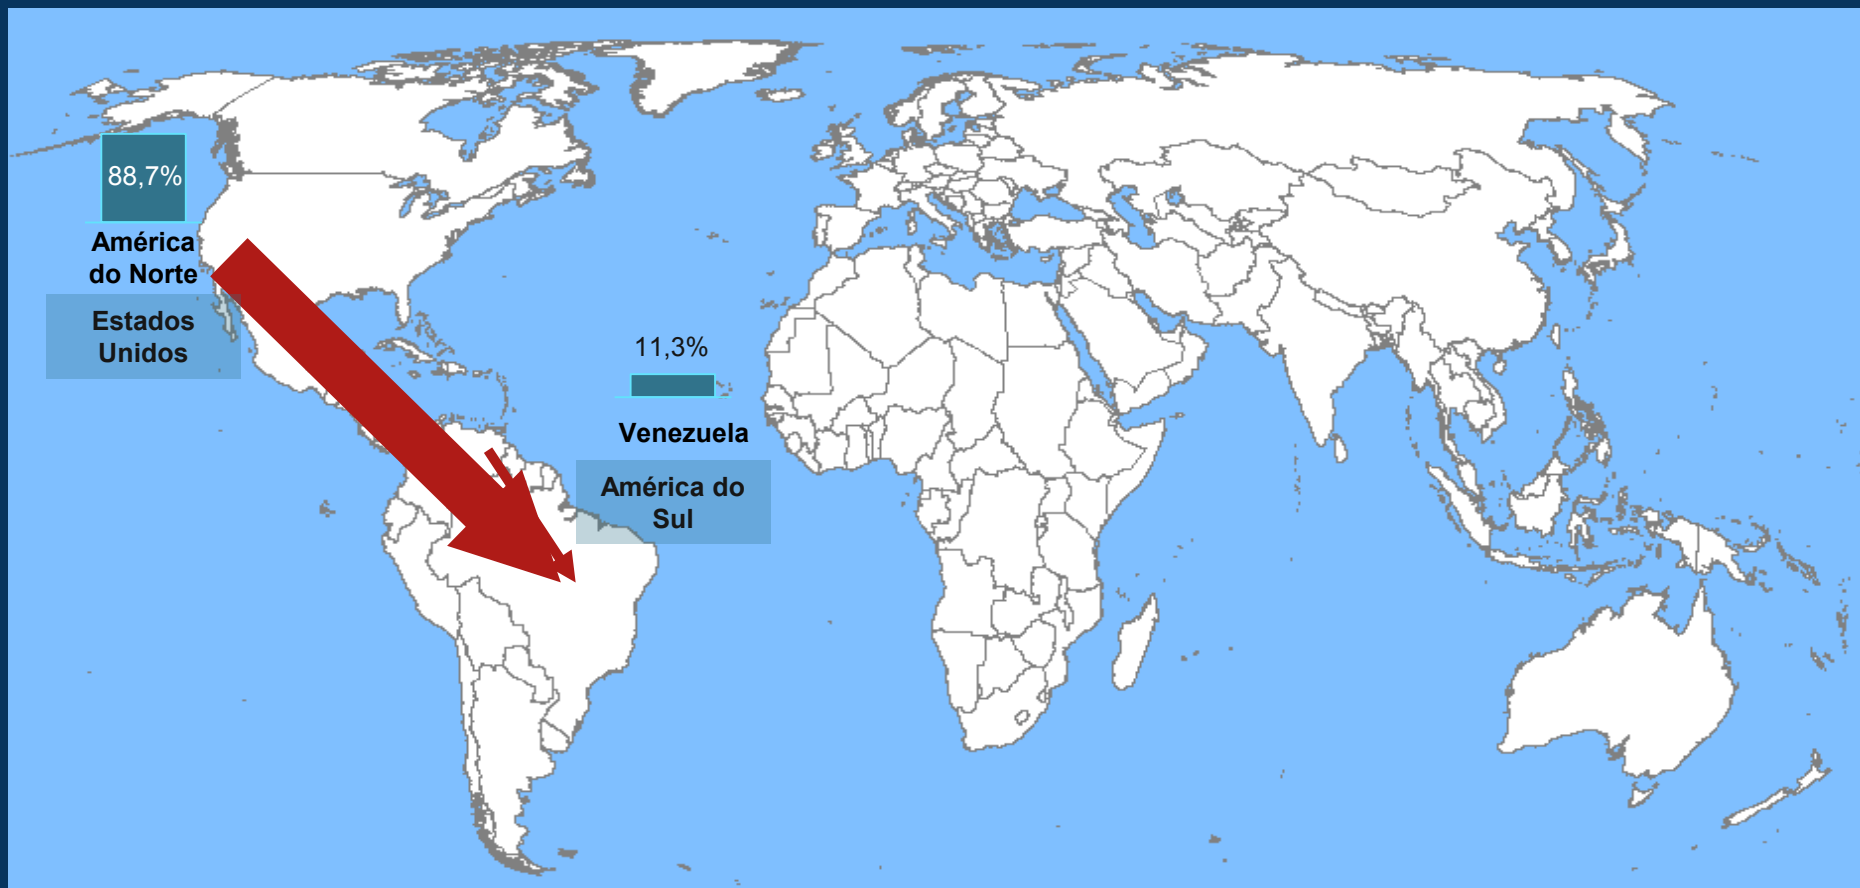 88,7%
América
do Norte
Estados
Unidos
11,3%
Venezuela
América do
Sul